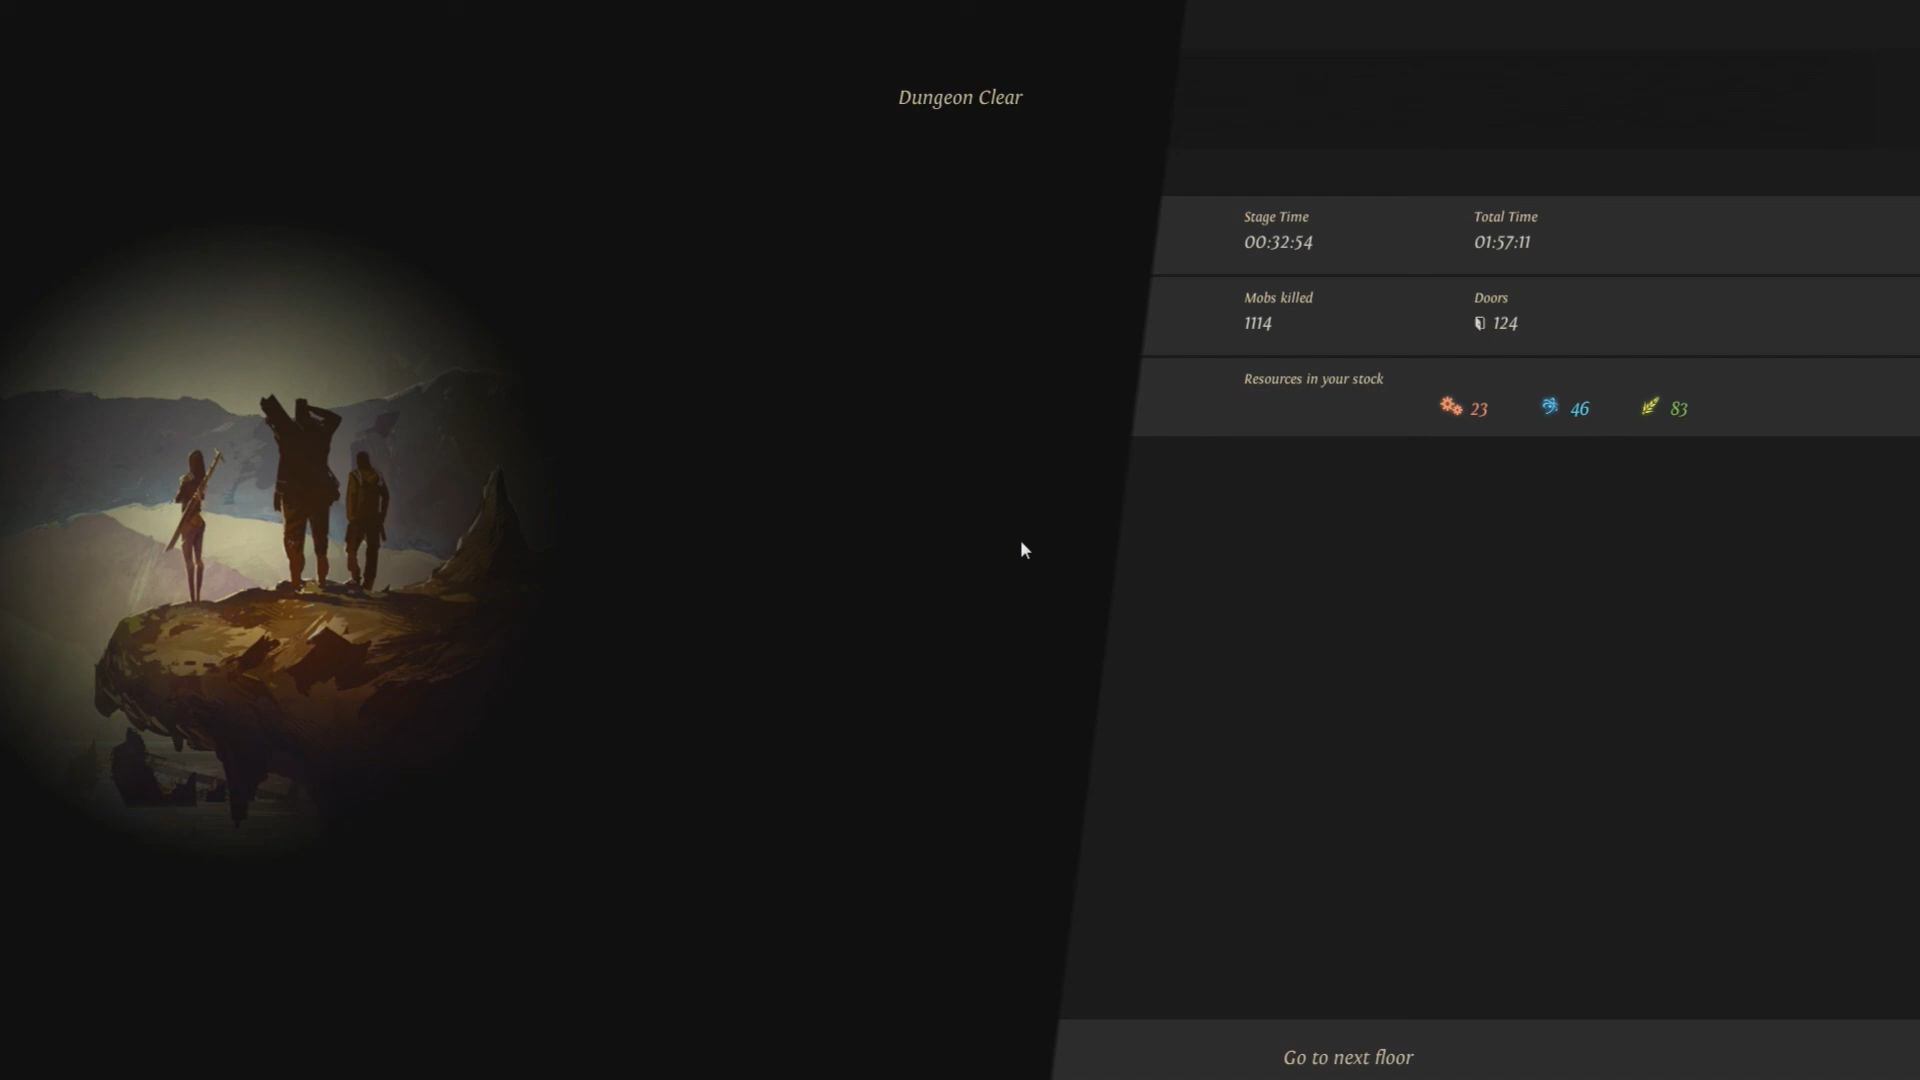 Dungeon Clear
Stage Time Total Time
00:32:54 01:57:11
Mobs killed Doors
1114 124
Resources in your stock
23 46 83
Go to next floor